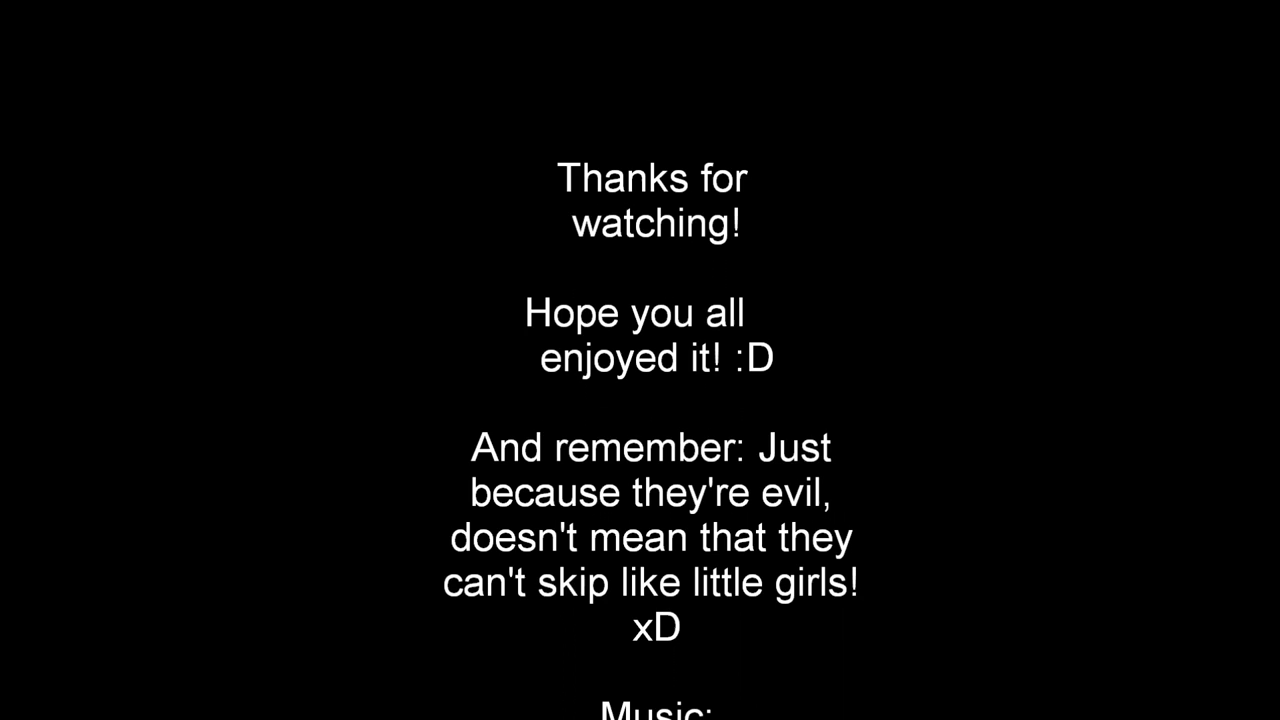 Thanks for
watching!
Hope you all
enjoyed it! :D
And remember: Just
because they're evil,
doesn't mean that they
can't skip like little girls!
xD
Music: